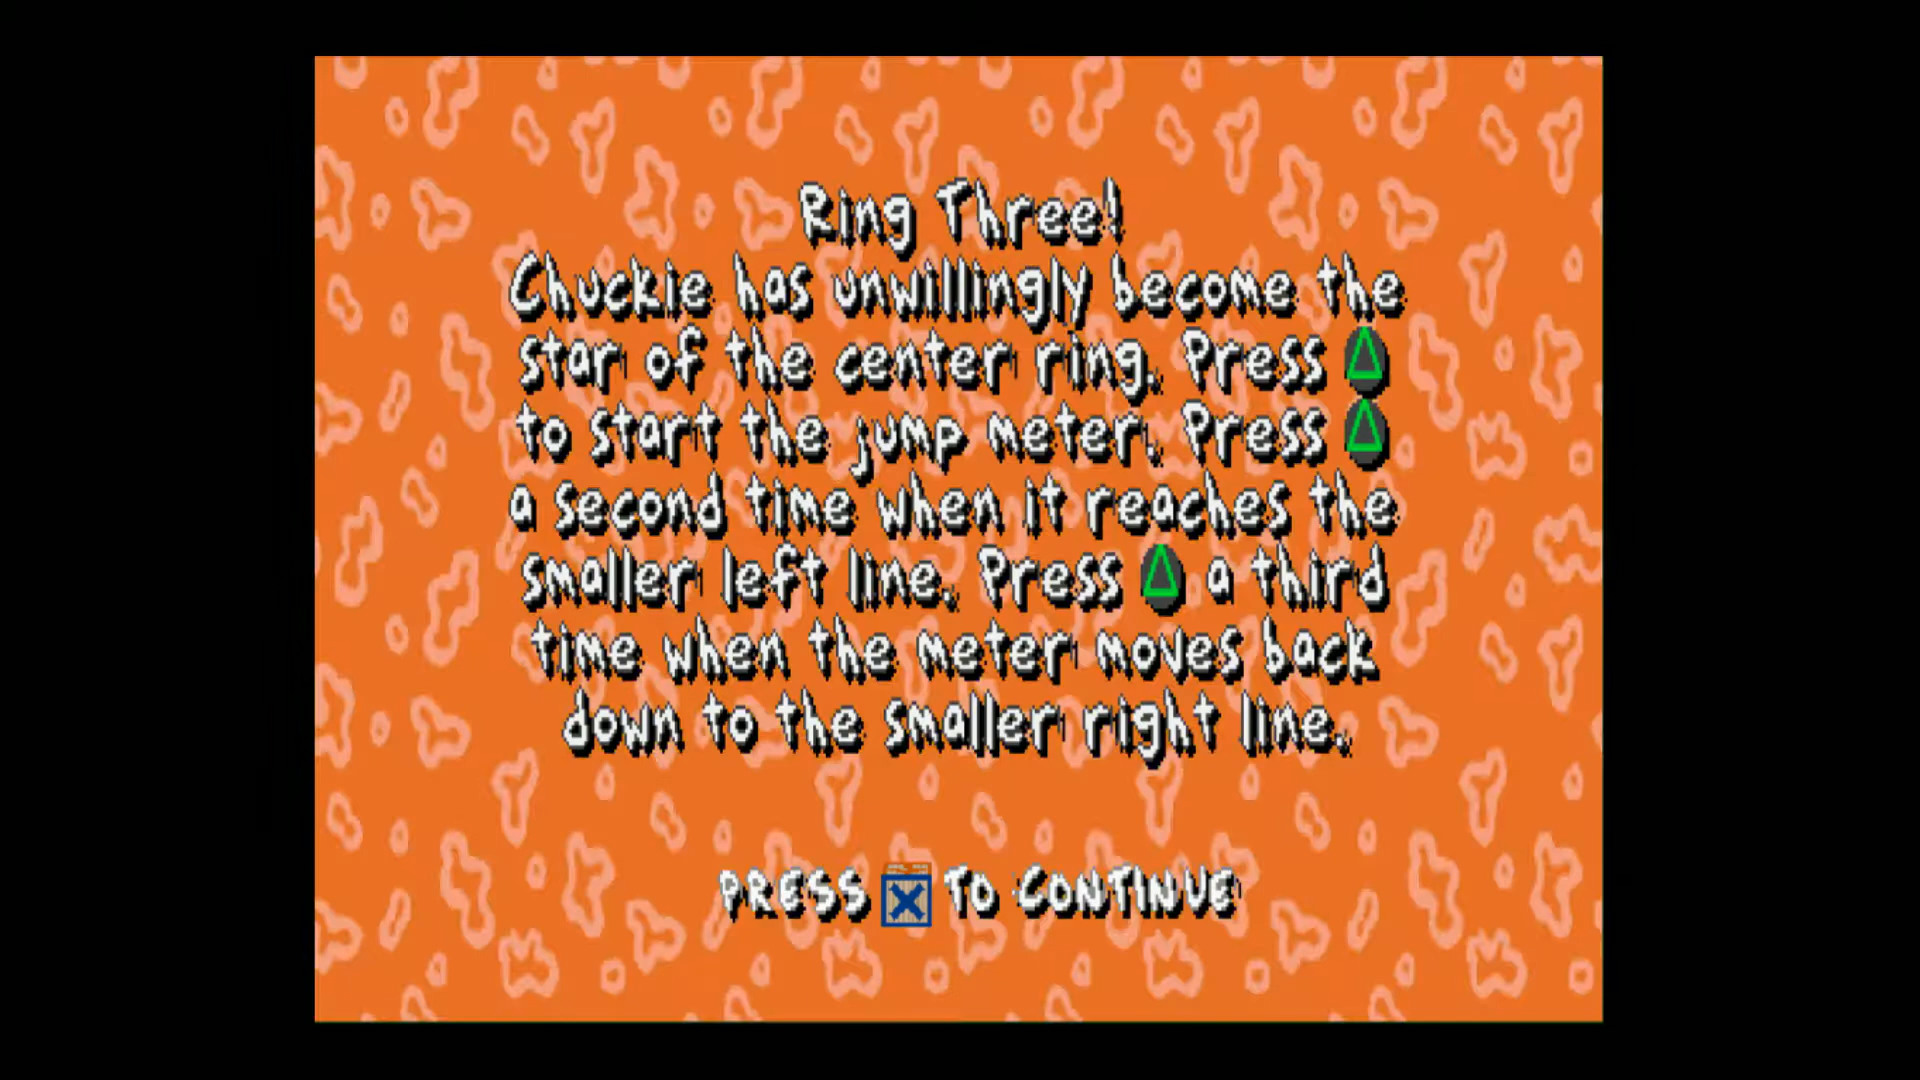 Ring Three!
Chuckie has unwillingly become the
star of the center ring. Press △
to start the jump meter. Press △
a second time when it reaches the
smaller left line. Press △ a third
time when the meter moves back
down to the smaller right line.
PRESS X TO CONTINUE